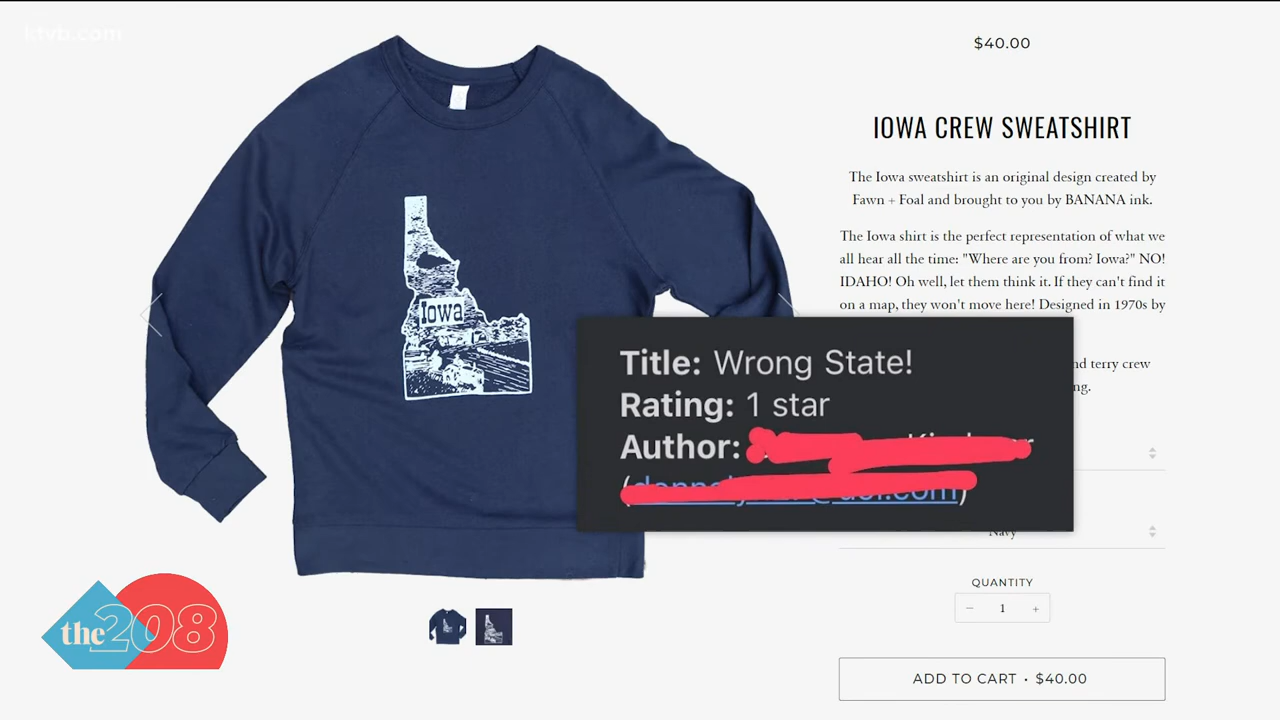 ktvb.com
$40.00
IOWA CREW SWEATSHIRT
The Iowa sweatshirt is an original design created by
Fawn + Foal and brought to you by BANANA ink.
The Iowa shirt is the perfect representation of what we
all hear all the time: "Where are you from? Iowa?" NO!
IDAHO! Oh well, let them think it. If they can't find it
on a map, they won't move here! Designed in 1970s by
terry crew
Iowa
Title: Wrong State!
Rating: 1 star
Author:
Navy
QUANTITY
− 1 +
ADD TO CART • $40.00
the 208